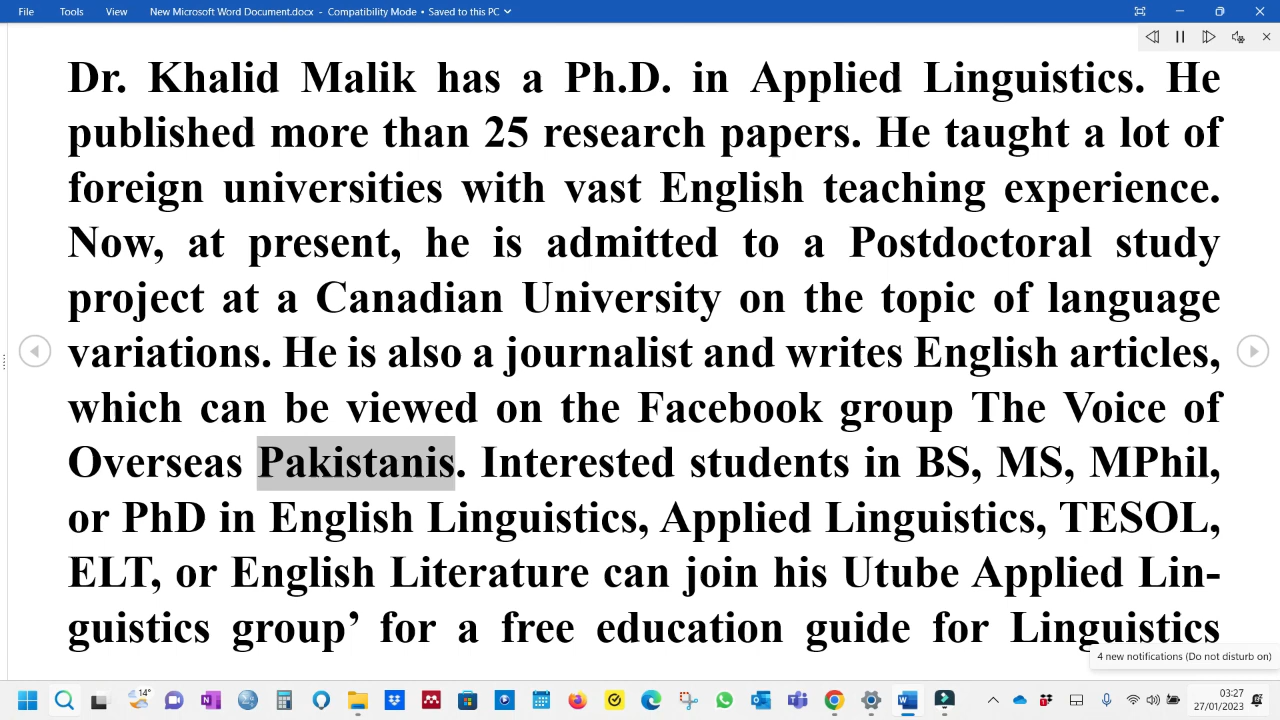 File Tools View New Microsoft Word Document.docx - Compatibility Mode • Saved to this PC
Dr. Khalid Malik has a Ph.D. in Applied Linguistics. He
published more than 25 research papers. He taught a lot of
foreign universities with vast English teaching experience.
Now, at present, he is admitted to a Postdoctoral study
project at a Canadian University on the topic of language
variations. He is also a journalist and writes English articles,
which can be viewed on the Facebook group The Voice of
Overseas Pakistanis. Interested students in BS, MS, MPhil,
or PhD in English Linguistics, Applied Linguistics, TESOL,
ELT, or English Literature can join his Utube Applied Lin-
guistics group’ for a free education guide for Linguistics
4 new notifications (Do not disturb on)
14°
03:27
27/01/2023